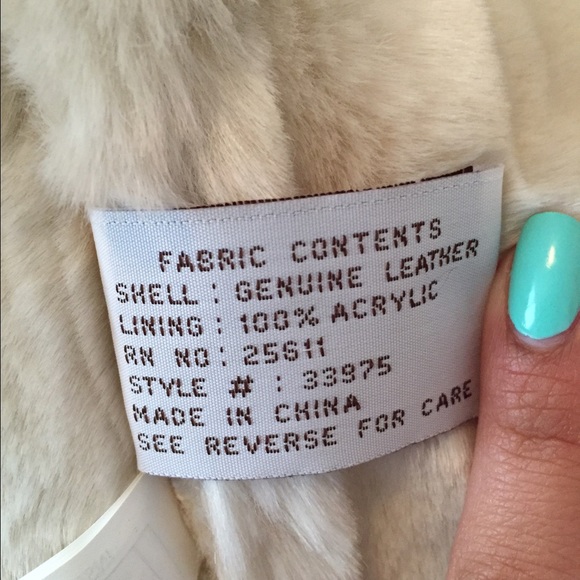 FABRIC CONTENTS
SHELL: GENUINE LEATHER
LINING: 100% ACRYLIC
RN NO: 25611
STYLE # : 33975
MADE IN CHINA
SEE REVERSE FOR CARE